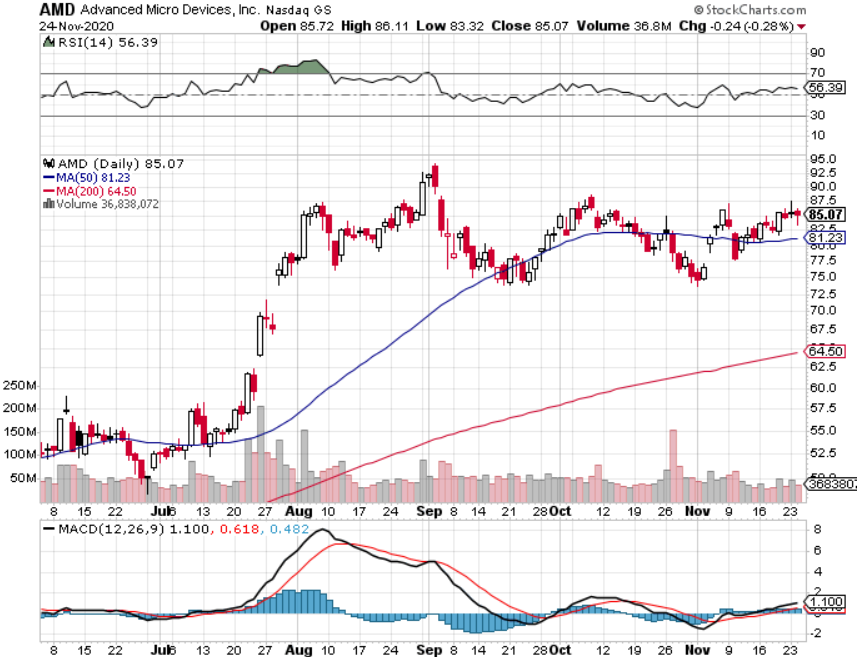 AMD Advanced Micro Devices, Inc. Nasdaq GS © StockCharts.com
24-Nov-2020 Open 85.72 High 86.11 Low 83.32 Close 85.07 Volume 36.8M Chg -0.24 (-0.28%)
RSI(14) 56.39
90
70
56.39
30
10
AMD (Daily) 85.07
MA(50) 81.23
MA(200) 64.50
Volume 36,838,072
95.0
92.5
90.0
87.5
85.07
82.5
81.23
80.0
77.5
75.0
72.5
70.0
67.5
64.50
62.5
60.0
57.5
55.0
52.5
250M
200M
150M
100M
50M
3683807
8 15 22 Jul 6 13 20 27 Aug 10 17 24 Sep 8 14 21 28 Oct 12 19 26 Nov 9 16 23
MACD(12,26,9) 1.100, 0.618, 0.482
8
6
4
2
1.100
-2
8 15 22 Jul 6 13 20 27 Aug 10 17 24 Sep 8 14 21 28 Oct 12 19 26 Nov 9 16 23